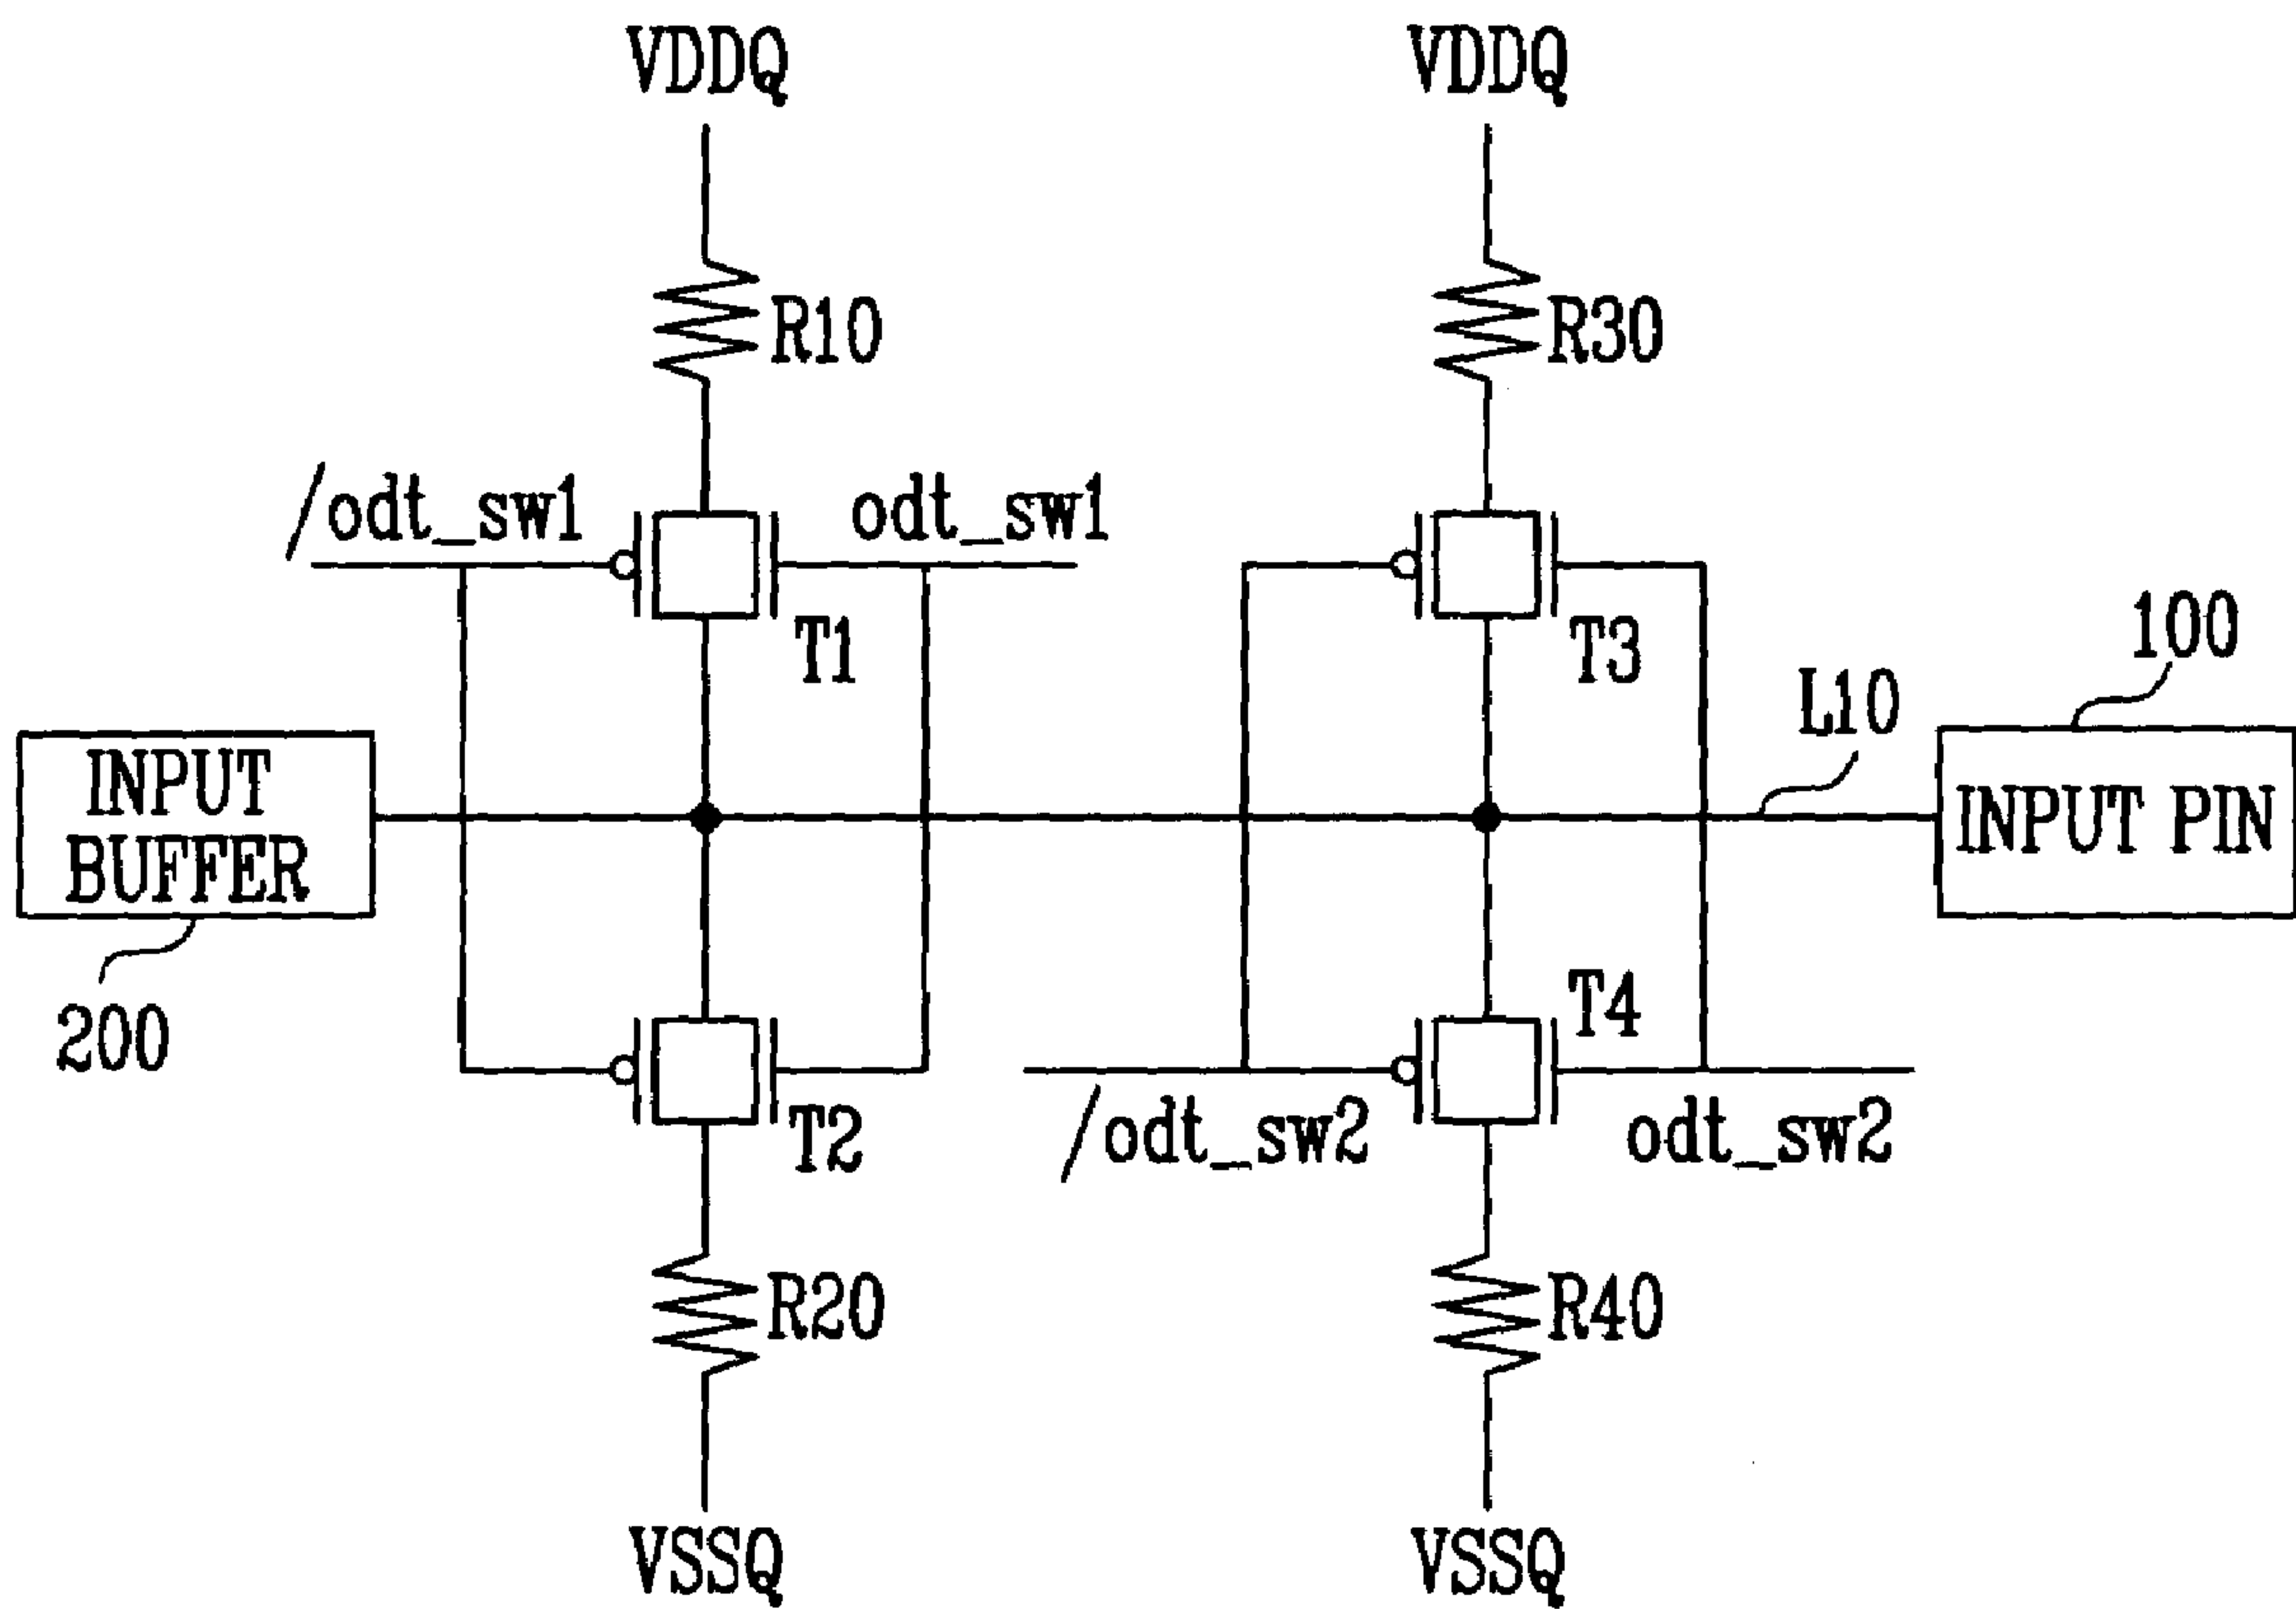 VDDQ
VDDQ
R10
R30
/odt_sw1
odt_sw1
T1
T3
100
L10
INPUT
BUFFER
INPUT PIN
200
T4
T2
/odt_sw2
odt_sw2
R20
R40
VSSQ
VSSQ